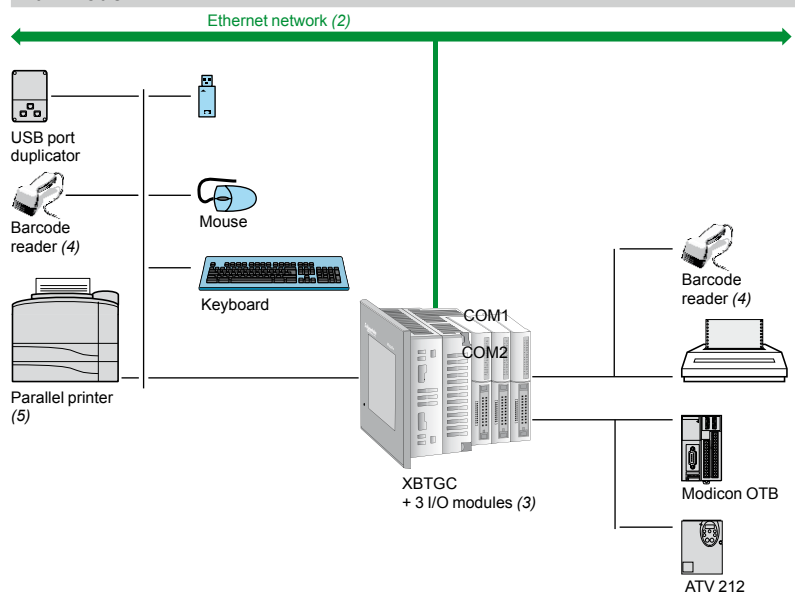 Ethernet network (2)
USB port
duplicator
Barcode
reader (4)
Mouse
Keyboard
Parallel printer
(5)
COM1
COM2
XBTGC
+ 3 I/O modules (3)
Barcode
reader (4)
Modicon OTB
ATV 212